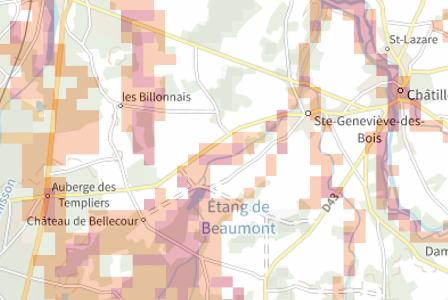 St-Lazare
les Billonnais
Châtill
Ste-Geneviève-des-
Bois
Auberge des
Templiers
Château de Bellecour
Étang de
Beaumont
D43
Dam